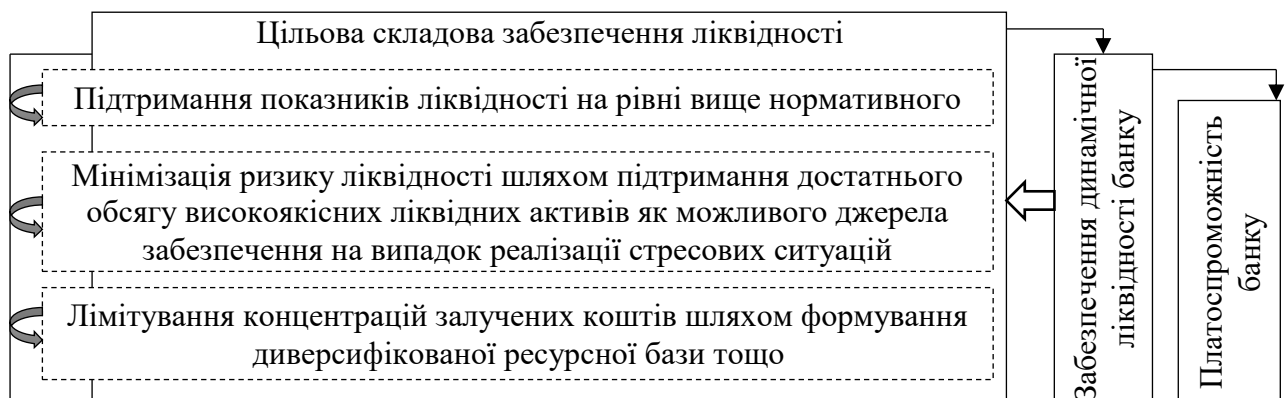 Цільова складова забезпечення ліквідності
Підтримання показників ліквідності на рівні вище нормативного
Мінімізація ризику ліквідності шляхом підтримання достатнього
обсягу високоякісних ліквідних активів як можливого джерела
забезпечення на випадок реалізації стресових ситуацій
Лімітування концентрацій залучених коштів шляхом формування
диверсифікованої ресурсної бази тощо
Забезпечення динамічної
ліквідності банку
Платоспроможність
банку